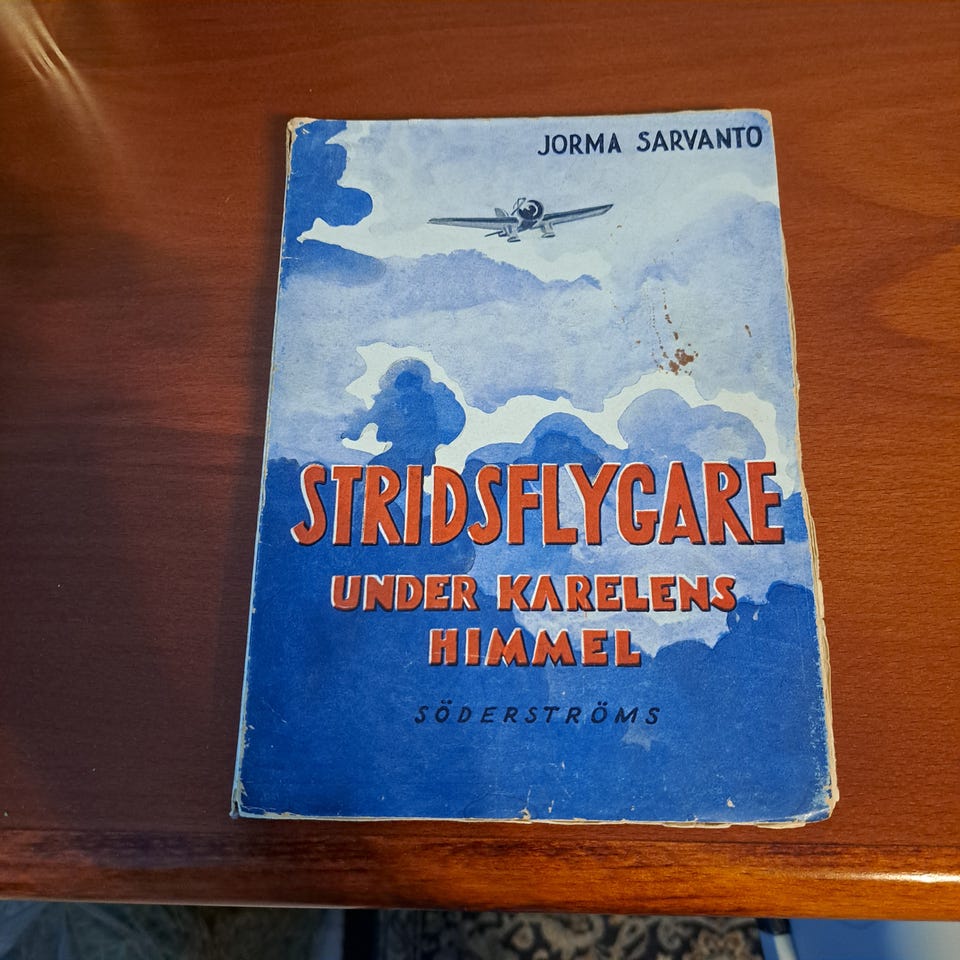 JORMA SARVANTO
STRIDSFLYGARE
UNDER KARELENS
HIMMEL
SÖDERSTRÖMS